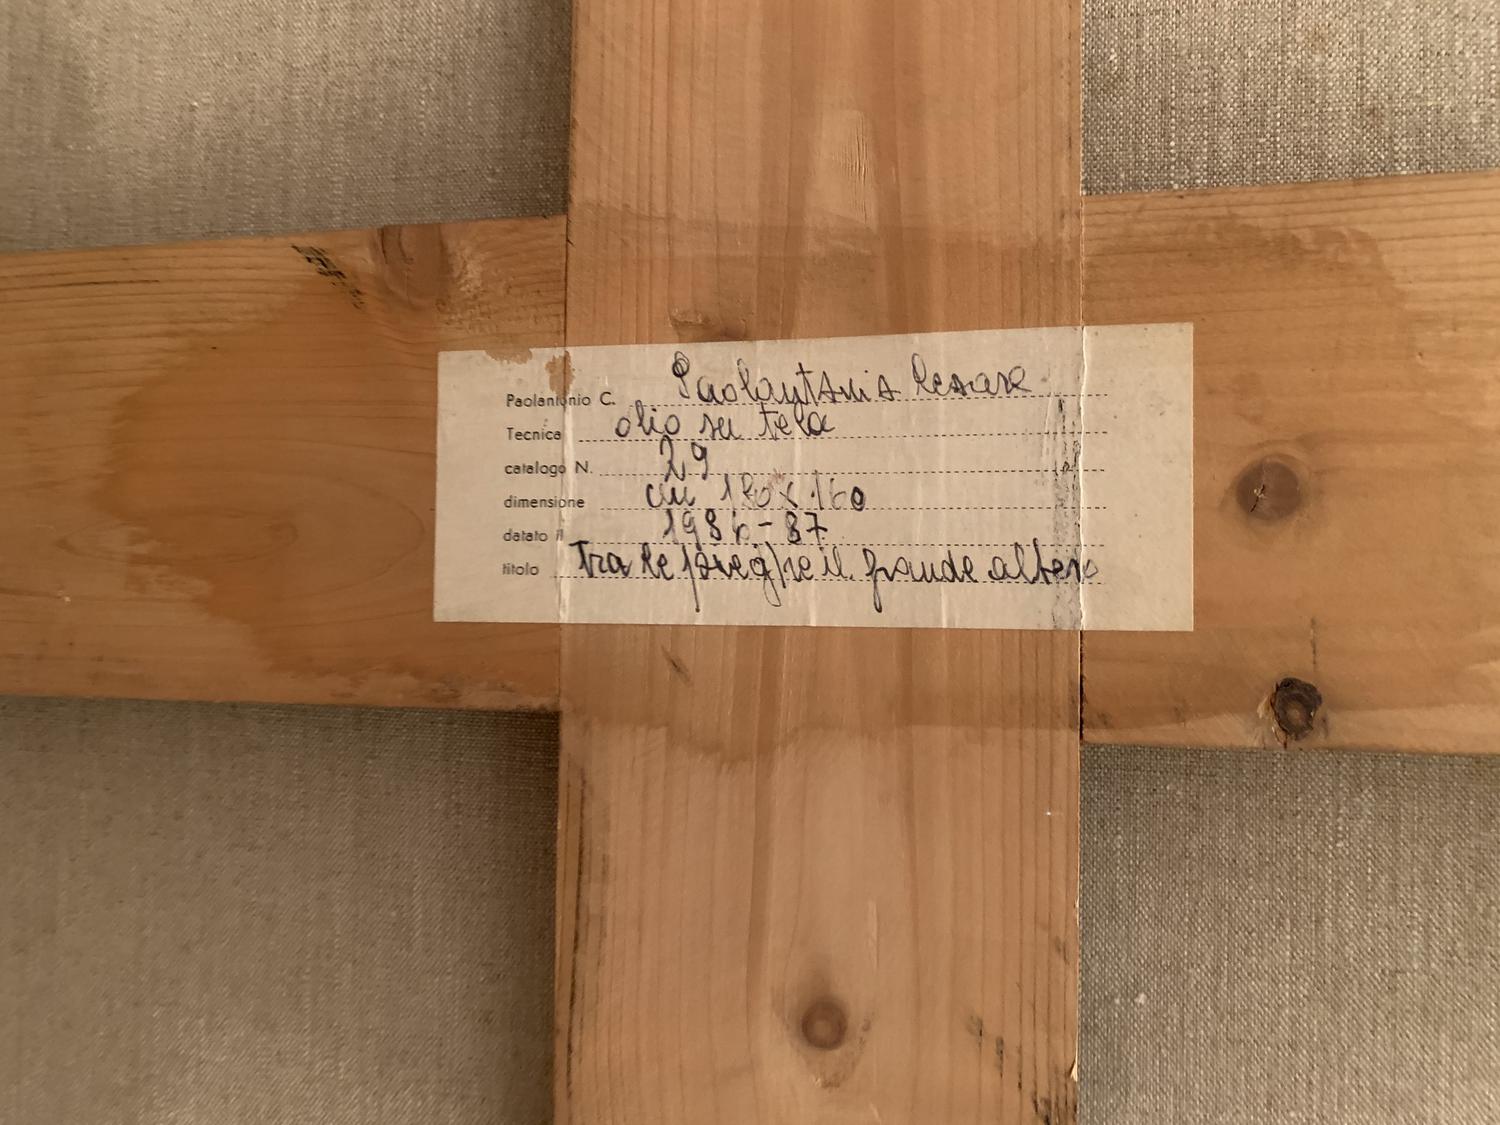 Paolantonio C. Paolantonio Cesare
Tecnica olio su tela
catalogo N. 29
dimensione cm 180 x 160
datato il 1986-87
titolo Tra le pieghe il grande albero